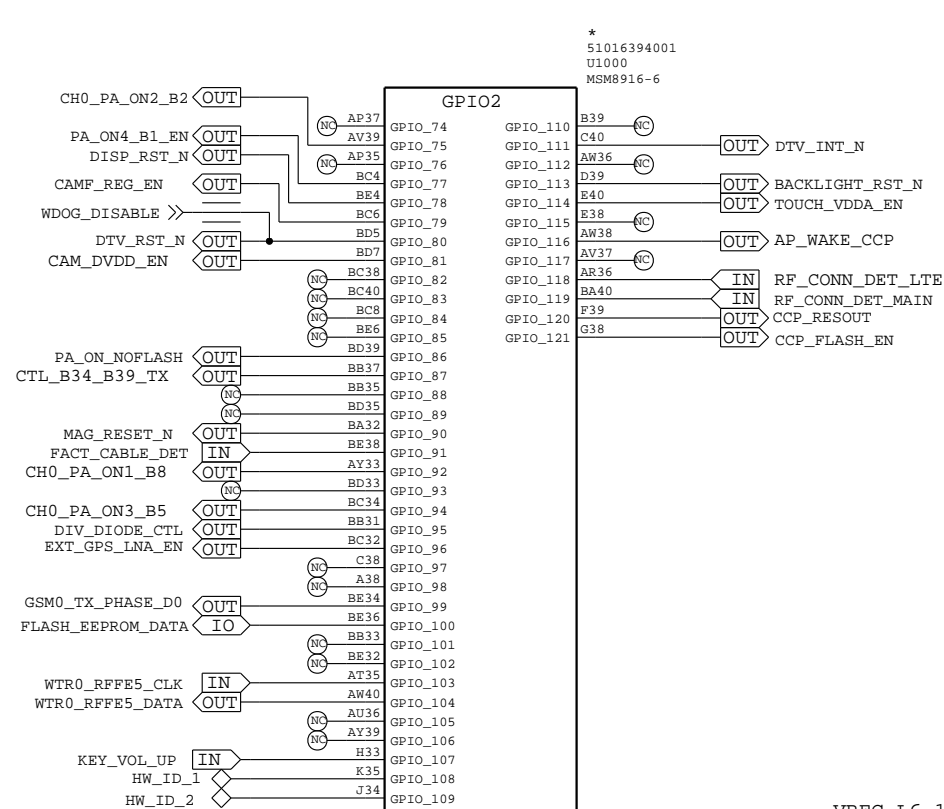 *
51016394001
U1000
MSM8916-6
GPIO2
CH0_PA_ON2_B2 OUT
NC AP37 GPIO_74
AV39 GPIO_75
PA_ON4_B1_EN OUT
NC AP35 GPIO_76
DISP_RST_N OUT
BC4 GPIO_77
CAMF_REG_EN OUT
BE4 GPIO_78
WDOG_DISABLE
BC6 GPIO_79
DTV_RST_N OUT BD5 GPIO_80
CAM_DVDD_EN OUT BD7 GPIO_81
NC BC38 GPIO_82
NC BC40 GPIO_83
NC BC8 GPIO_84
NC BE6 GPIO_85
PA_ON_NOFLASH OUT BD39 GPIO_86
CTL_B34_B39_TX OUT BB37 GPIO_87
NC BB35 GPIO_88
NC BD35 GPIO_89
MAG_RESET_N OUT BA32 GPIO_90
FACT_CABLE_DET IN BE38 GPIO_91
CH0_PA_ON1_B8 OUT AY33 GPIO_92
NC BD33 GPIO_93
CH0_PA_ON3_B5 OUT BC34 GPIO_94
DIV_DIODE_CTL OUT BB31 GPIO_95
EXT_GPS_LNA_EN OUT BC32 GPIO_96
NC C38 GPIO_97
NC A38 GPIO_98
GSM0_TX_PHASE_D0 OUT BE34 GPIO_99
FLASH_EEPROM_DATA IO BE36 GPIO_100
NC BB33 GPIO_101
NC BE32 GPIO_102
WTR0_RFFE5_CLK IN AT35 GPIO_103
WTR0_RFFE5_DATA OUT AW40 GPIO_104
NC AU36 GPIO_105
NC AY39 GPIO_106
KEY_VOL_UP IN H33 GPIO_107
HW_ID_1 K35 GPIO_108
HW_ID_2 J34 GPIO_109
GPIO_110 B39 NC
GPIO_111 C40 OUT DTV_INT_N
GPIO_112 AW36 NC
GPIO_113 D39 OUT BACKLIGHT_RST_N
GPIO_114 E40 OUT TOUCH_VDDA_EN
GPIO_115 E38 NC
GPIO_116 AW38 OUT AP_WAKE_CCP
GPIO_117 AV37 NC
GPIO_118 AR36 IN RF_CONN_DET_LTE
GPIO_119 BA40 IN RF_CONN_DET_MAIN
GPIO_120 F39 OUT CCP_RESOUT
GPIO_121 G38 OUT CCP_FLASH_EN